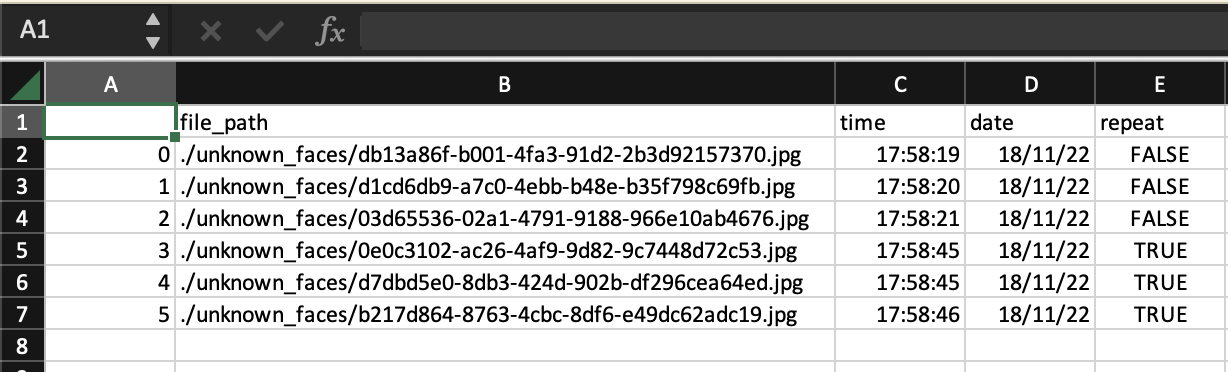 A1 fx
A B C D E
1 file_path time date repeat
2 0 ./unknown_faces/db13a86f-b001-4fa3-91d2-2b3d92157370.jpg 17:58:19 18/11/22 FALSE
3 1 ./unknown_faces/d1cd6db9-a7c0-4ebb-b48e-b35f798c69fb.jpg 17:58:20 18/11/22 FALSE
4 2 ./unknown_faces/03d65536-02a1-4791-9188-966e10ab4676.jpg 17:58:21 18/11/22 FALSE
5 3 ./unknown_faces/0e0c3102-ac26-4af9-9d82-9c7448d72c53.jpg 17:58:45 18/11/22 TRUE
6 4 ./unknown_faces/d7dbd5e0-8db3-424d-902b-df296cea64ed.jpg 17:58:45 18/11/22 TRUE
7 5 ./unknown_faces/b217d864-8763-4cbc-8df6-e49dc62adc19.jpg 17:58:46 18/11/22 TRUE
8